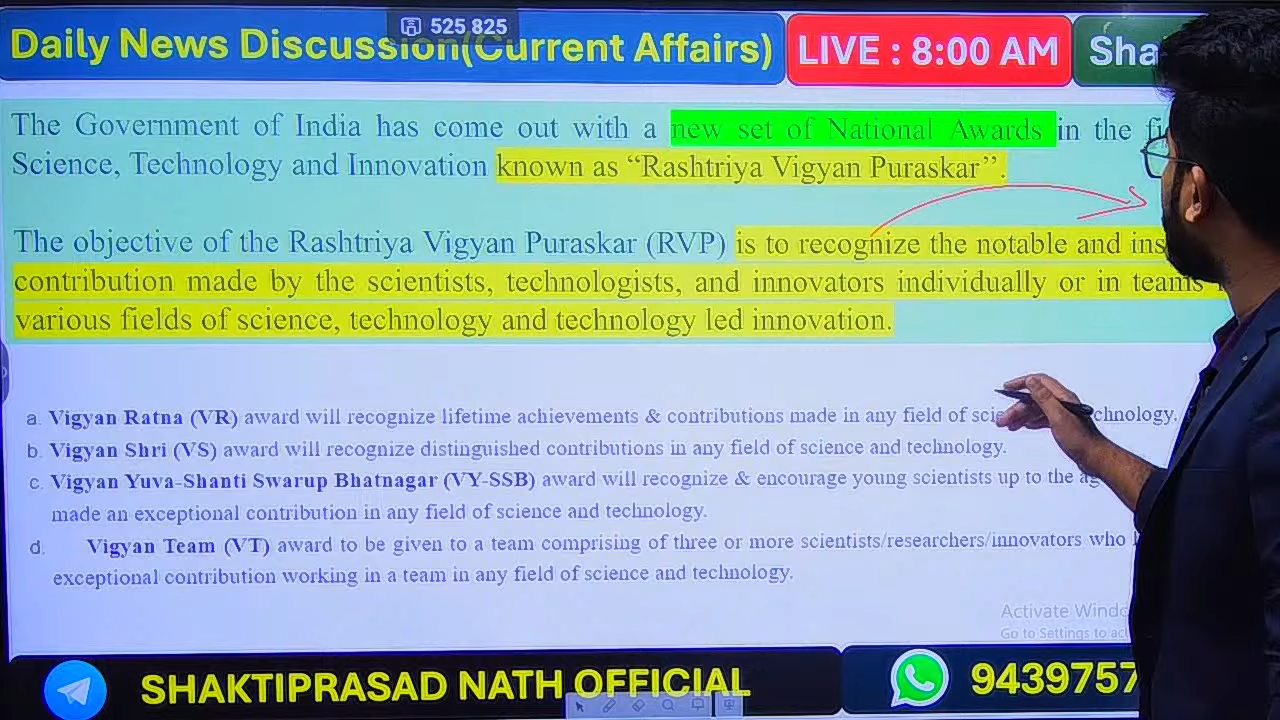 525 825
Daily News Discussion(Current Affairs)
LIVE : 8:00 AM
Sha
The Government of India has come out with a new set of National Awards in the fi
Science, Technology and Innovation known as “Rashtriya Vigyan Puraskar”.
The objective of the Rashtriya Vigyan Puraskar (RVP) is to recognize the notable and ins
contribution made by the scientists, technologists, and innovators individually or in teams
various fields of science, technology and technology led innovation.
a. Vigyan Ratna (VR) award will recognize lifetime achievements & contributions made in any field of scie chnology.
b. Vigyan Shri (VS) award will recognize distinguished contributions in any field of science and technology.
c. Vigyan Yuva-Shanti Swarup Bhatnagar (VY-SSB) award will recognize & encourage young scientists up to the ag
made an exceptional contribution in any field of science and technology.
d. Vigyan Team (VT) award to be given to a team comprising of three or more scientists/researchers/innovators who
exceptional contribution working in a team in any field of science and technology.
Activate Windo
Go to Settings to ac
SHAKTIPRASAD NATH OFFICIAL
9439757